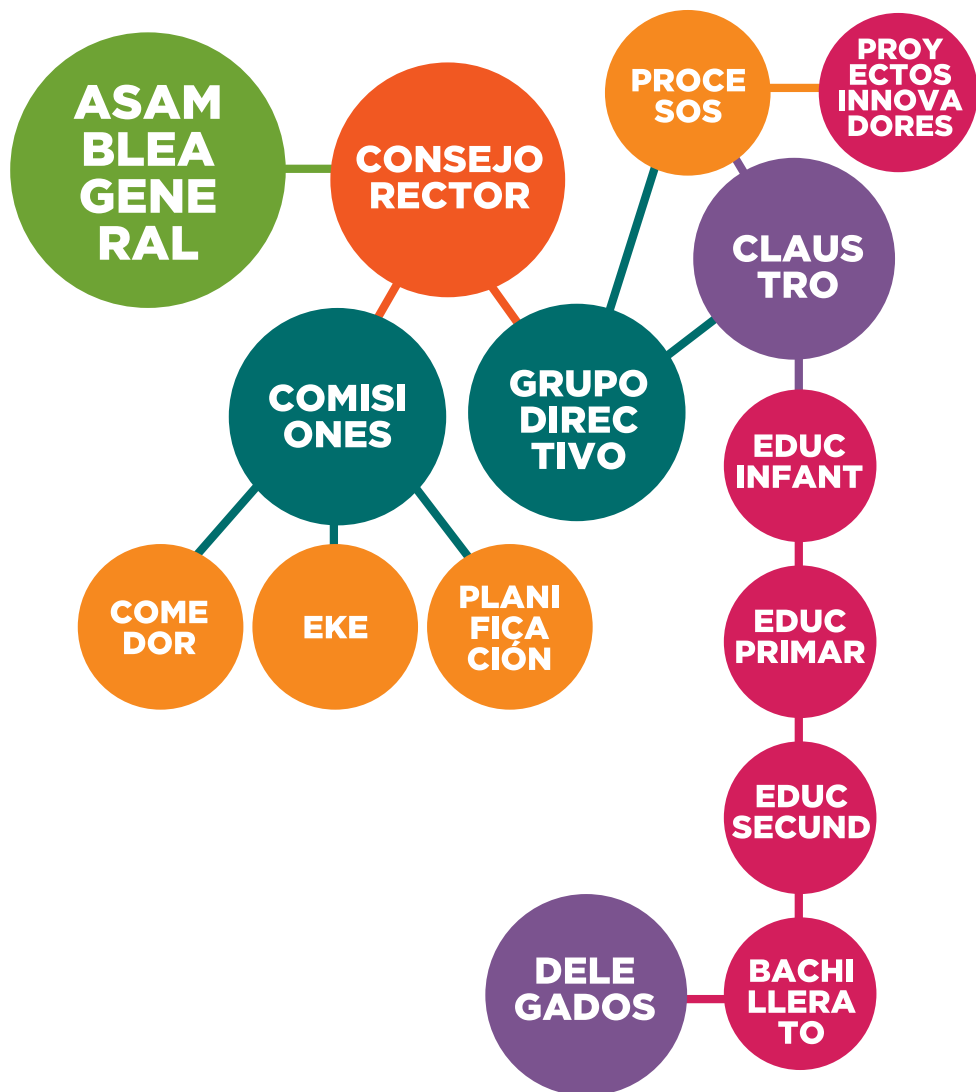 ASAM
BLEA
GENE
RAL
CONSEJO
RECTOR
PROCE
SOS
PROY
ECTOS
INNOVA
DORES
CLAUS
TRO
COMISI
ONES
GRUPO
DIREC
TIVO
EDUC
INFANT
COME
DOR
EKE
PLANI
FICA
CIÓN
EDUC
PRIMAR
EDUC
SECUND
DELE
GADOS
BACHI
LLERA
TO